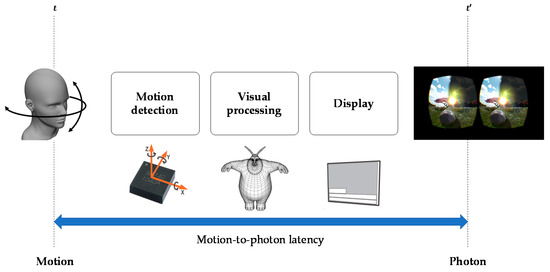 t
t'
Motion
detection
Visual
processing
Display
Z
Y
X
Motion-to-photon latency
Motion
Photon